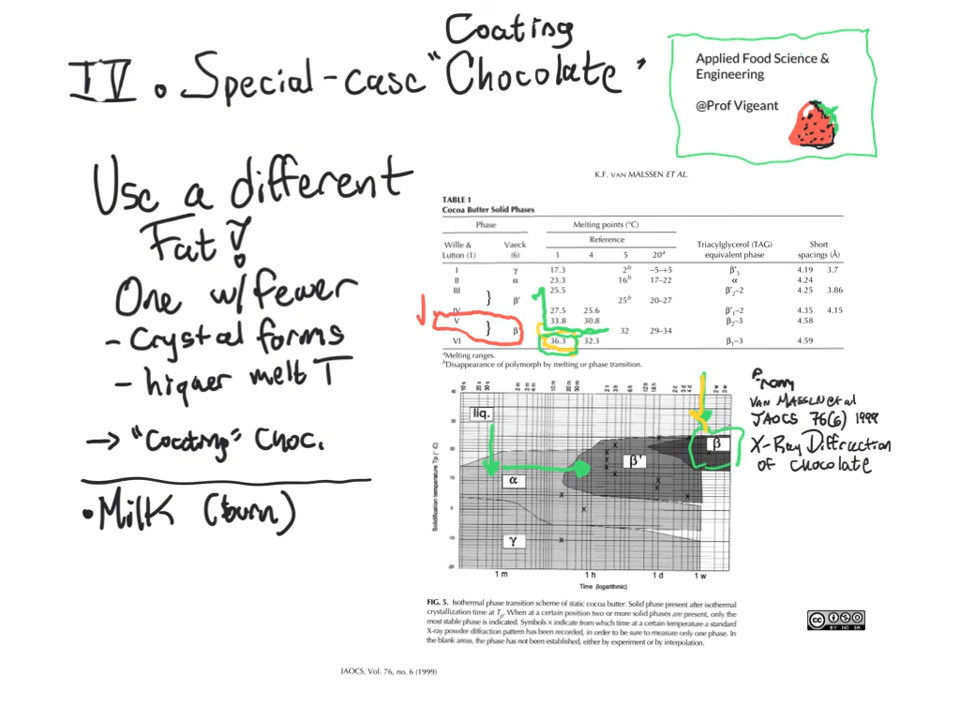 IV. Special-case "Coating Chocolate"
Applied Food Science &
Engineering
@Prof Vigeant
Use a different
Fat!
One w/fewer
- Crystal forms
- higher melt T
→ "Coating" Choc.
• Milk (burn)
K.F. VAN MALSSEN ET AL.
TABLE 1
Cocoa Butter Solid Phases
Phase Melting points (°C)
Reference
Wille & Vaeck Triacylglycerol (TAG) Short
Lutton (1) (6) 1 4 5 20ᵃ equivalent phase spacings (Å)
I γ 17.3 2ᵇ −5–+5 β'₃ 4.19 3.7
II α 23.3 16ᵇ 17–22 α 4.24
III 25.5 β'₂–2 4.25 3.86
} β' 25ᵇ 20–27
IV 27.5 25.6 β'₁–2 4.35 4.15
V 33.8 30.8 β₂–3 4.58
} β 32 29–34
VI 36.3 32.3 β₁–3 4.59
ᵃMelting ranges.
ᵇDisappearance of polymorph by melting or phase transition.
From
VAN MALSSEN et al
JAOCS 76(6) 1999
X-Ray Diffraction
of chocolate
liq.
β
β'
α
γ
Solidification temperature Tp (°C)
1 m 1 h 1 d 1 w
Time (logarithmic)
FIG. 5. Isothermal phase transition scheme of static cocoa butter. Solid phase present after isothermal
crystallization time at Tp. When at a certain position two or more solid phases are present, only the
most stable phase is indicated. Symbols × indicate from which time at a certain temperature a standard
X-ray powder diffraction pattern has been recorded, in order to be sure to measure only one phase. In
the blank areas, the phase has not been established, either by experiment or by interpolation.
cc BY NC SA
JAOCS, Vol. 76, no. 6 (1999)